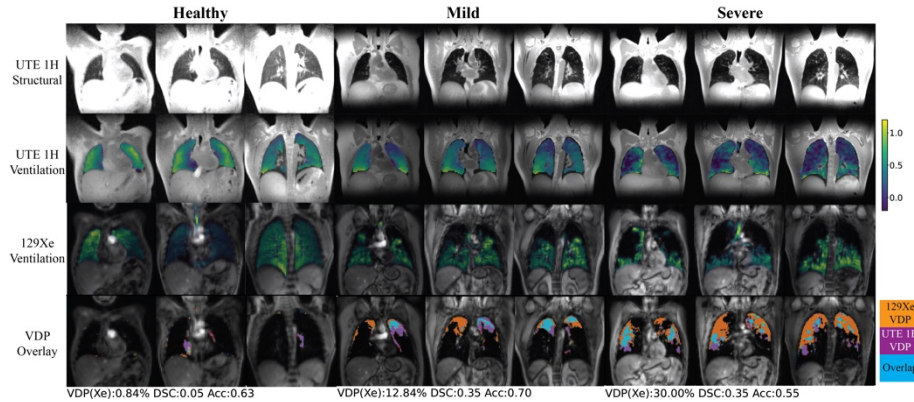 Healthy Mild Severe
UTE 1H
Structural
UTE 1H
Ventilation
1.0
0.5
0.0
129Xe
Ventilation
VDP
Overlay
129Xe
VDP
UTE 1H
VDP
Overlap
VDP(Xe):0.84% DSC:0.05 Acc:0.63 VDP(Xe):12.84% DSC:0.35 Acc:0.70 VDP(Xe):30.00% DSC:0.35 Acc:0.55